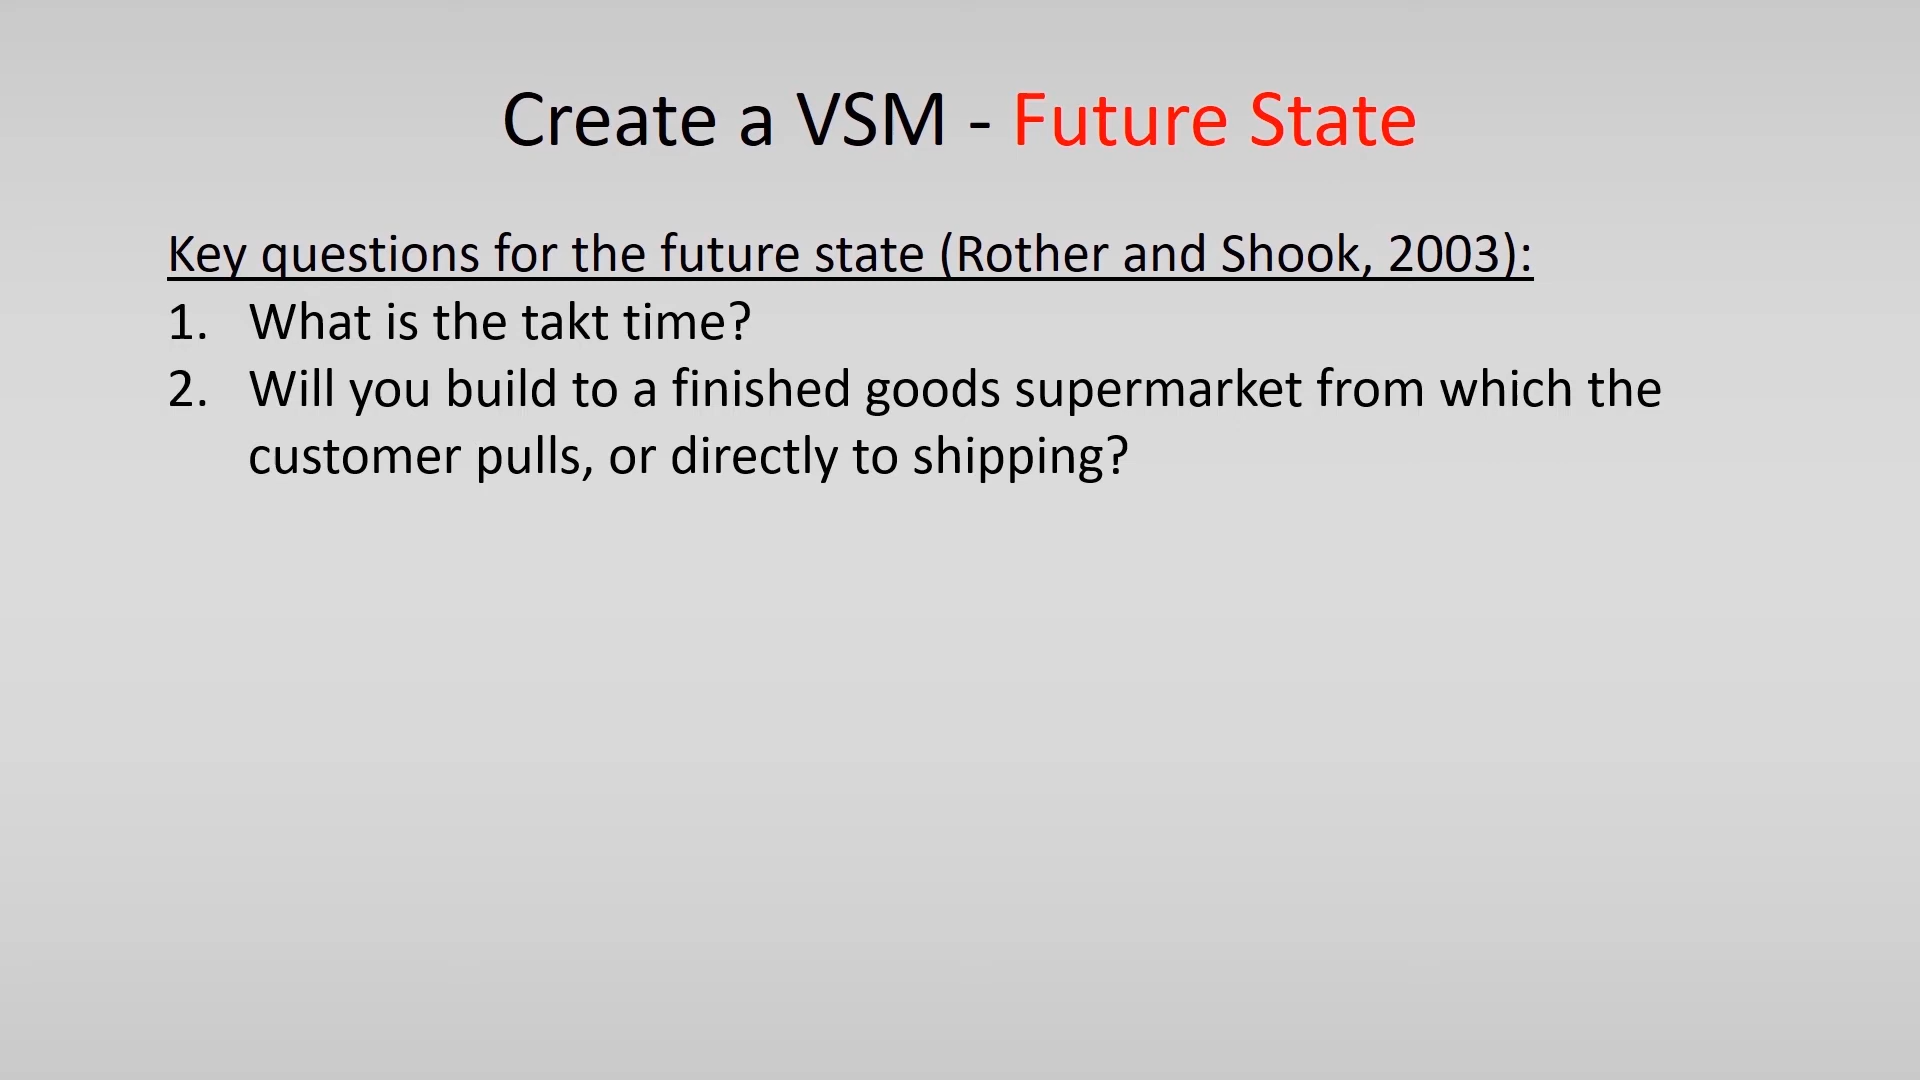 Create a VSM - Future State
Key questions for the future state (Rother and Shook, 2003):
1. What is the takt time?
2. Will you build to a finished goods supermarket from which the
customer pulls, or directly to shipping?